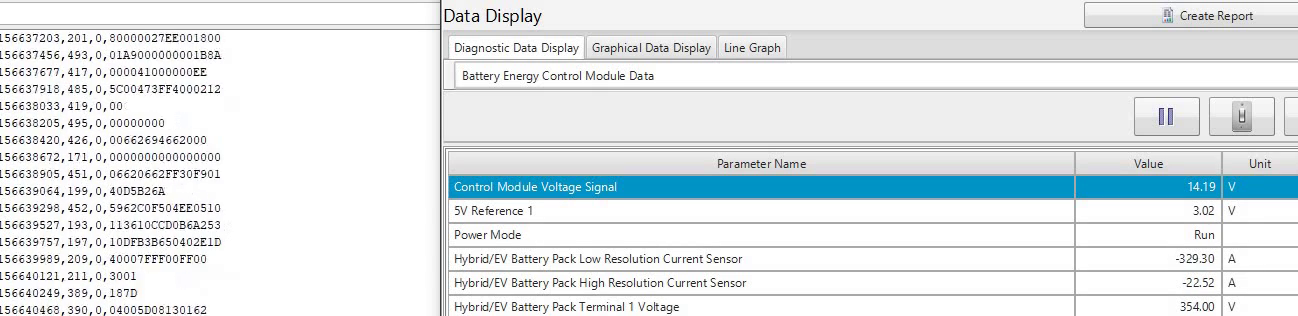 156637203,201,0,80000027EE001800
156637456,493,0,01A9000000001B8A
156637677,417,0,000041000000EE
156637918,485,0,5C00473FF4000212
156638033,419,0,00
156638205,495,0,00000000
156638420,426,0,00662694662000
156638672,171,0,0000000000000000
156638905,451,0,06620662FF30F901
156639064,199,0,40D5B26A
156639298,452,0,5962C0F504EE0510
156639527,193,0,113610CCD0B6A253
156639757,197,0,10DFB3B650402E1D
156639989,209,0,40007FFF00FF00
156640121,211,0,3001
156640249,389,0,187D
156640468,390,0,04005D08130162
Data Display
Create Report
Diagnostic Data Display Graphical Data Display Line Graph
Battery Energy Control Module Data
Parameter Name Value Unit
Control Module Voltage Signal 14.19 V
5V Reference 1 3.02 V
Power Mode Run
Hybrid/EV Battery Pack Low Resolution Current Sensor -329.30 A
Hybrid/EV Battery Pack High Resolution Current Sensor -22.52 A
Hybrid/EV Battery Pack Terminal 1 Voltage 354.00 V